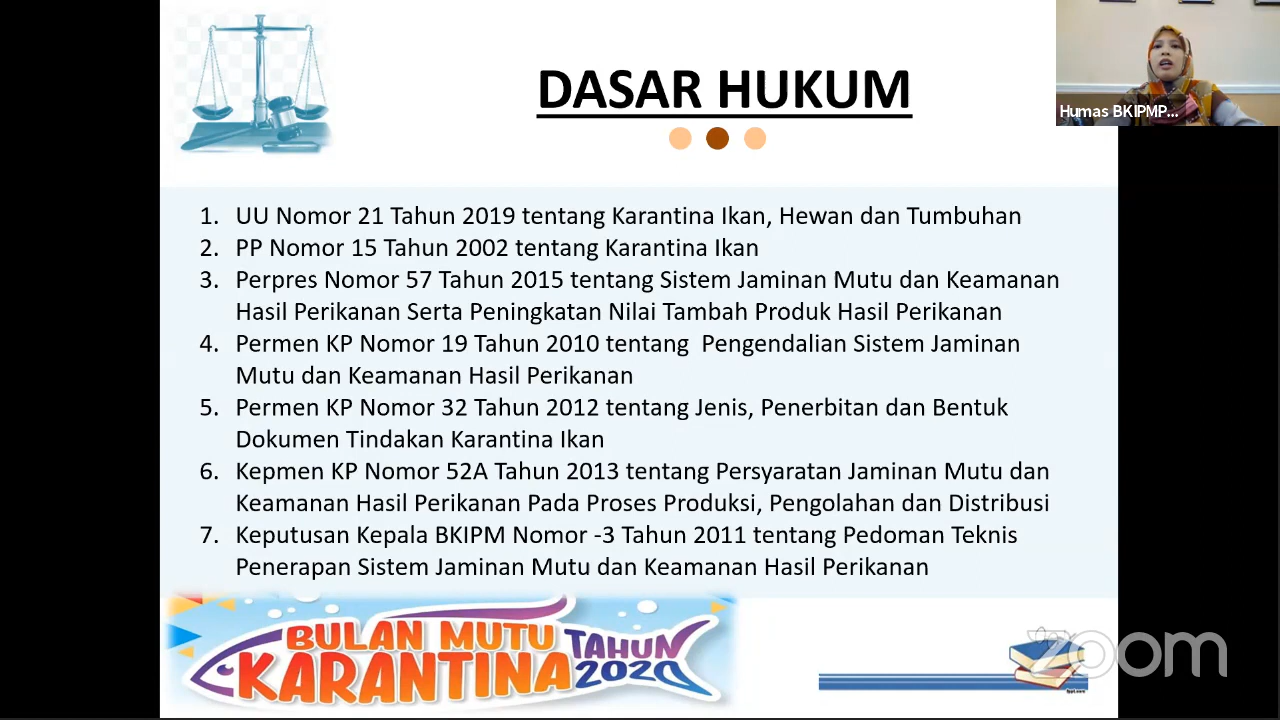 DASAR HUKUM
Humas BKIPMP...
1. UU Nomor 21 Tahun 2019 tentang Karantina Ikan, Hewan dan Tumbuhan
2. PP Nomor 15 Tahun 2002 tentang Karantina Ikan
3. Perpres Nomor 57 Tahun 2015 tentang Sistem Jaminan Mutu dan Keamanan
Hasil Perikanan Serta Peningkatan Nilai Tambah Produk Hasil Perikanan
4. Permen KP Nomor 19 Tahun 2010 tentang Pengendalian Sistem Jaminan
Mutu dan Keamanan Hasil Perikanan
5. Permen KP Nomor 32 Tahun 2012 tentang Jenis, Penerbitan dan Bentuk
Dokumen Tindakan Karantina Ikan
6. Kepmen KP Nomor 52A Tahun 2013 tentang Persyaratan Jaminan Mutu dan
Keamanan Hasil Perikanan Pada Proses Produksi, Pengolahan dan Distribusi
7. Keputusan Kepala BKIPM Nomor -3 Tahun 2011 tentang Pedoman Teknis
Penerapan Sistem Jaminan Mutu dan Keamanan Hasil Perikanan
BULAN MUTU
KARANTINA
TAHUN
2020
zoom